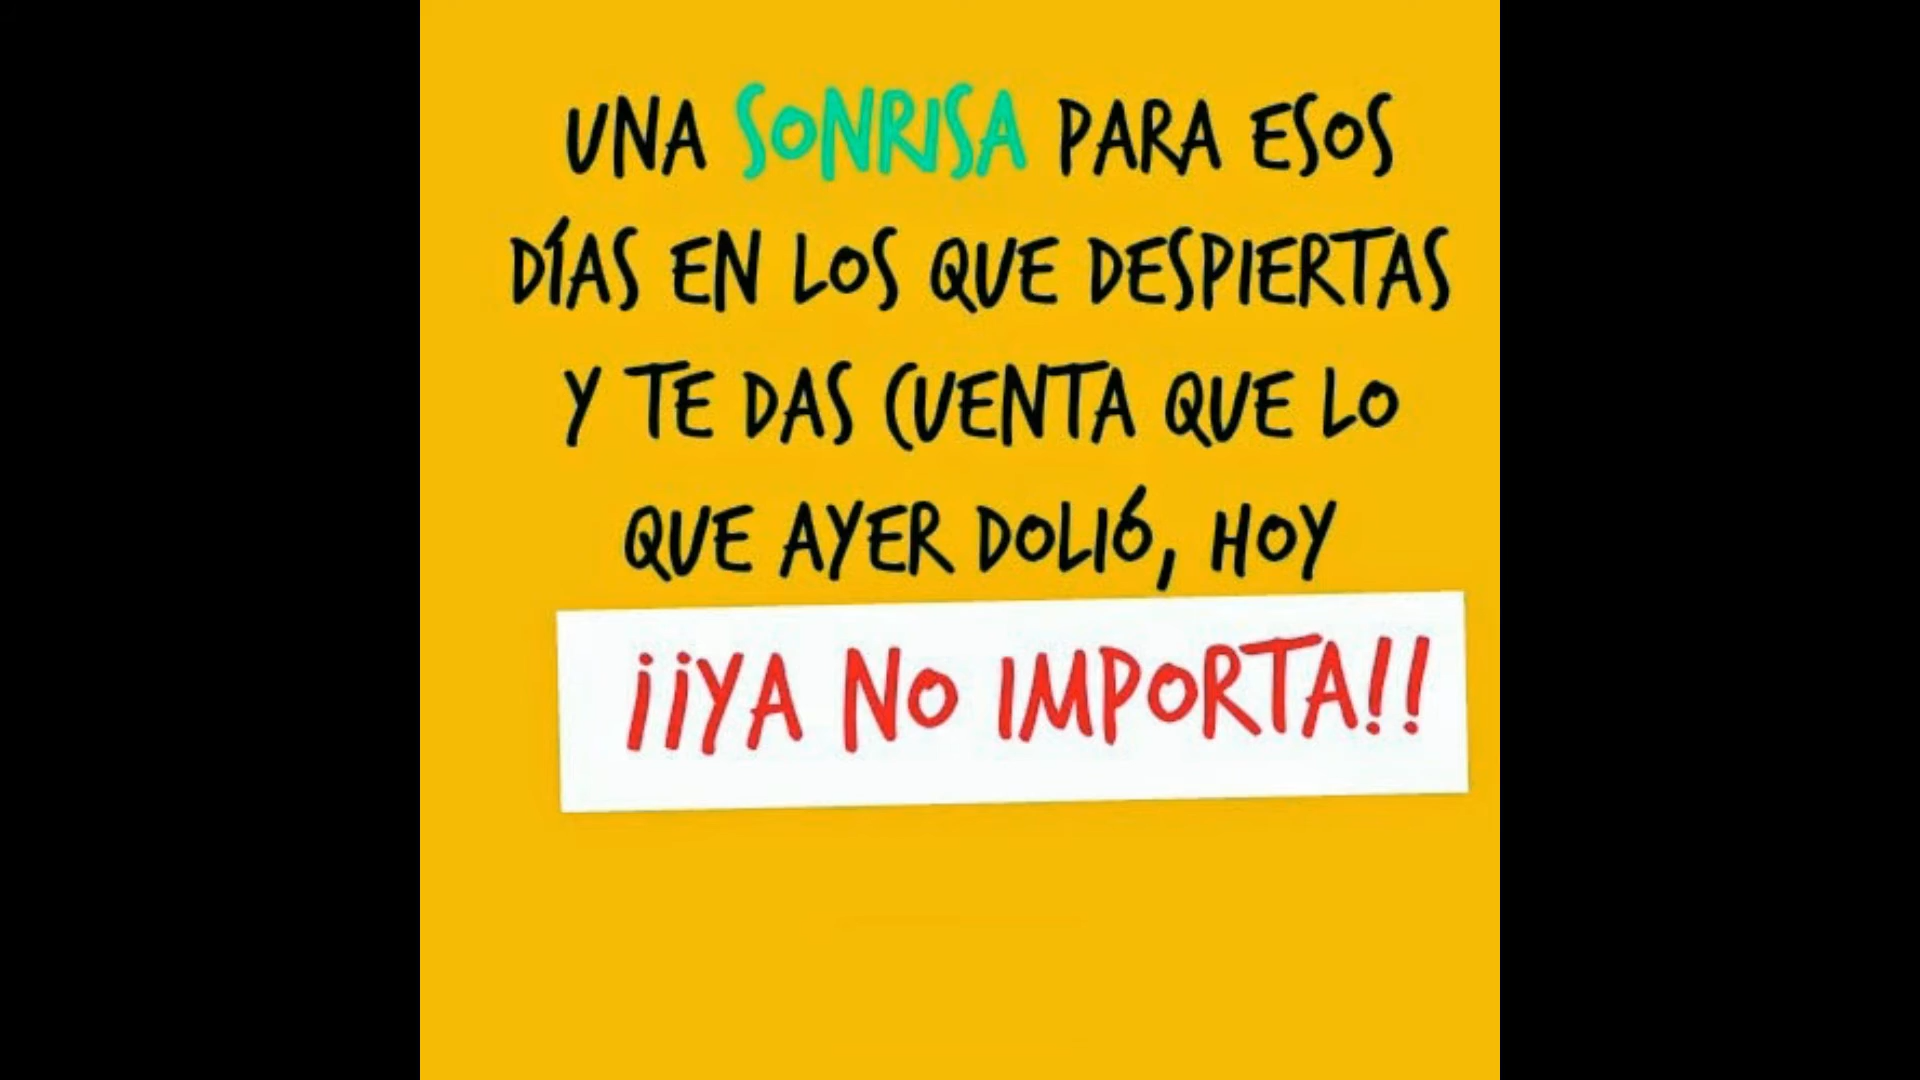 UNA SONRISA PARA ESOS
DÍAS EN LOS QUE DESPIERTAS
Y TE DAS CUENTA QUE LO
QUE AYER DOLIÓ, HOY
¡¡YA NO IMPORTA!!